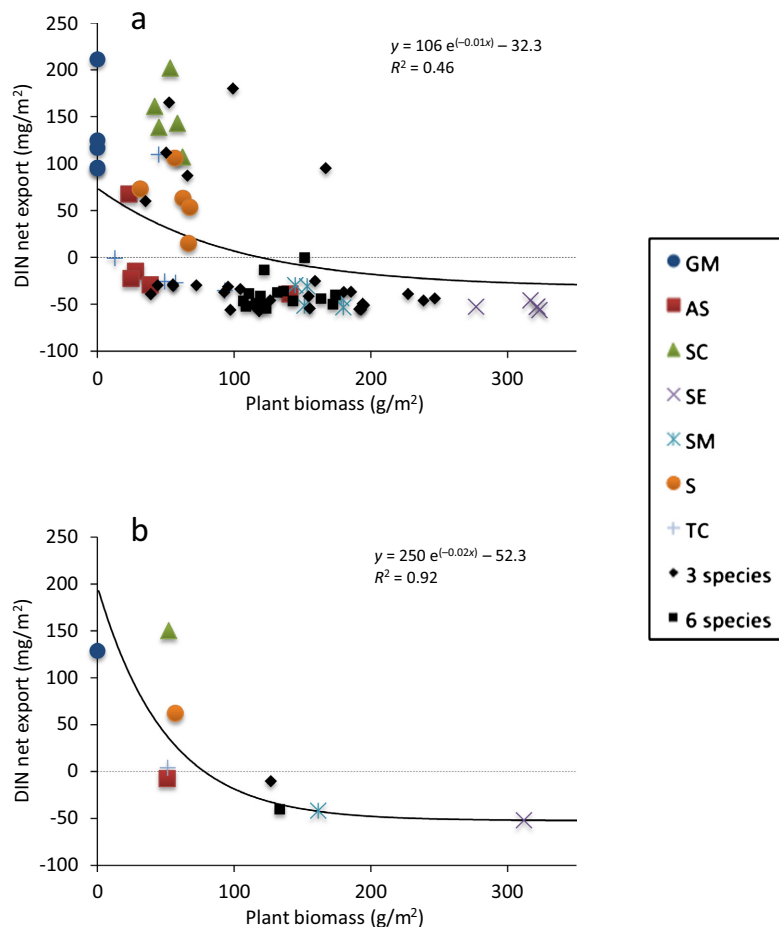 a
y = 106 e(–0.01x) – 32.3
R2 = 0.46
DIN net export (mg/m2)
250
200
150
100
50
0
-50
-100
0
100
200
300
Plant biomass (g/m2)
b
y = 250 e(–0.02x) – 52.3
R2 = 0.92
DIN net export (mg/m2)
250
200
150
100
50
0
-50
-100
0
100
200
300
Plant biomass (g/m2)
GM
AS
SC
SE
SM
S
TC
3 species
6 species